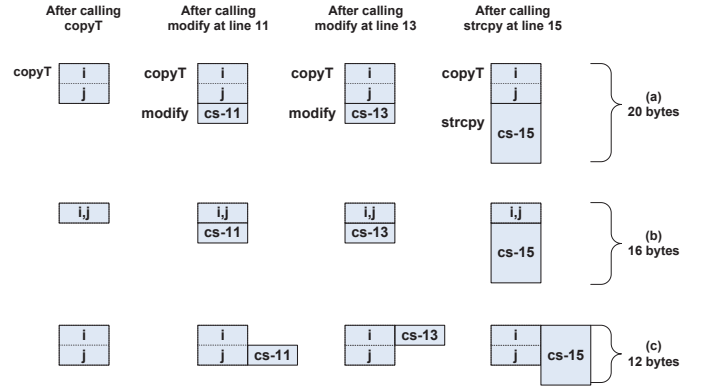 After calling copyT
After calling modify at line 11
After calling modify at line 13
After calling strcpy at line 15
copyT
i
j
copyT
i
j
modify
cs-11
copyT
i
j
modify
cs-13
copyT
i
j
strcpy
cs-15
(a)
20 bytes
i,j
i,j
cs-11
i,j
cs-13
i,j
cs-15
(b)
16 bytes
i
j
i
j
cs-11
i
cs-13
j
i
j
cs-15
(c)
12 bytes